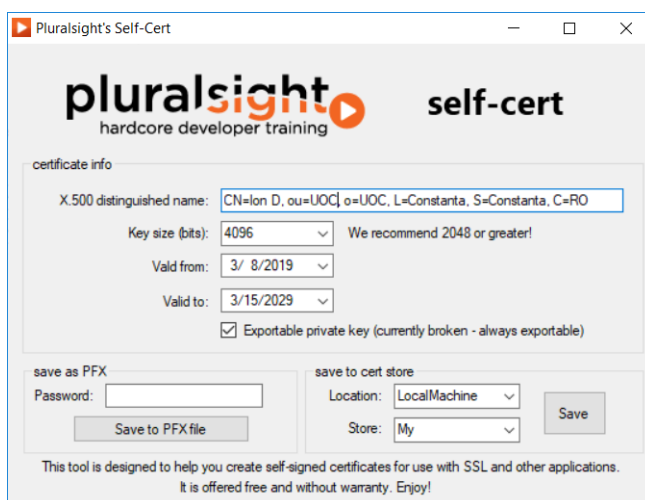 Pluralsight's Self-Cert
pluralsight
hardcore developer training
self-cert
certificate info
X.500 distinguished name: CN=Ion D, ou=UOC, o=UOC, L=Constanta, S=Constanta, C=RO
Key size (bits): 4096 We recommend 2048 or greater!
Vald from: 3/ 8/2019
Valid to: 3/15/2029
Exportable private key (currently broken - always exportable)
save as PFX
Password:
Save to PFX file
save to cert store
Location: LocalMachine
Store: My
Save
This tool is designed to help you create self-signed certificates for use with SSL and other applications.
It is offered free and without warranty. Enjoy!